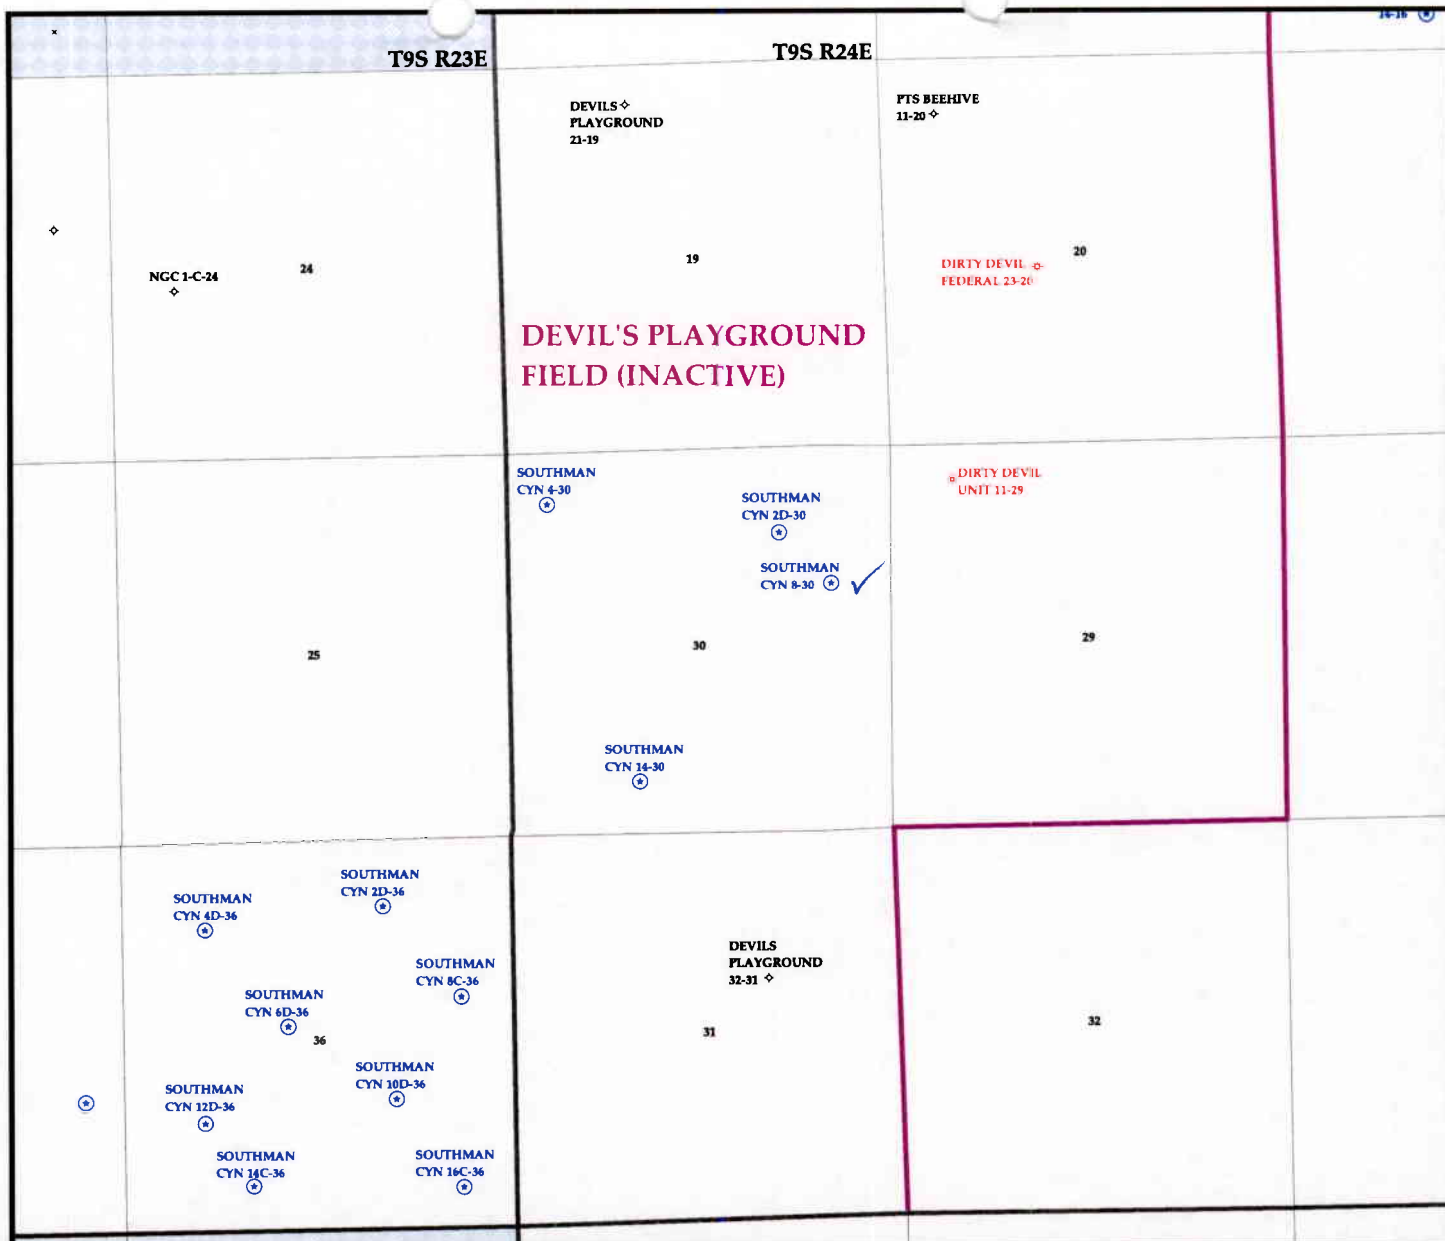 14-16
T9S R23E
T9S R24E
DEVILS
PLAYGROUND
21-19
PTS BEEHIVE
11-20
NGC 1-C-24
24
19
20
DIRTY DEVIL
FEDERAL 23-20
DEVIL'S PLAYGROUND
FIELD (INACTIVE)
SOUTHMAN
CYN 4-30
SOUTHMAN
CYN 2D-30
DIRTY DEVIL
UNIT 11-29
SOUTHMAN
CYN 8-30
25
30
29
SOUTHMAN
CYN 14-30
SOUTHMAN
CYN 4D-36
SOUTHMAN
CYN 2D-36
SOUTHMAN
CYN 8C-36
DEVILS
PLAYGROUND
32-31
SOUTHMAN
CYN 6D-36
36
31
32
SOUTHMAN
CYN 10D-36
SOUTHMAN
CYN 12D-36
SOUTHMAN
CYN 14C-36
SOUTHMAN
CYN 16C-36